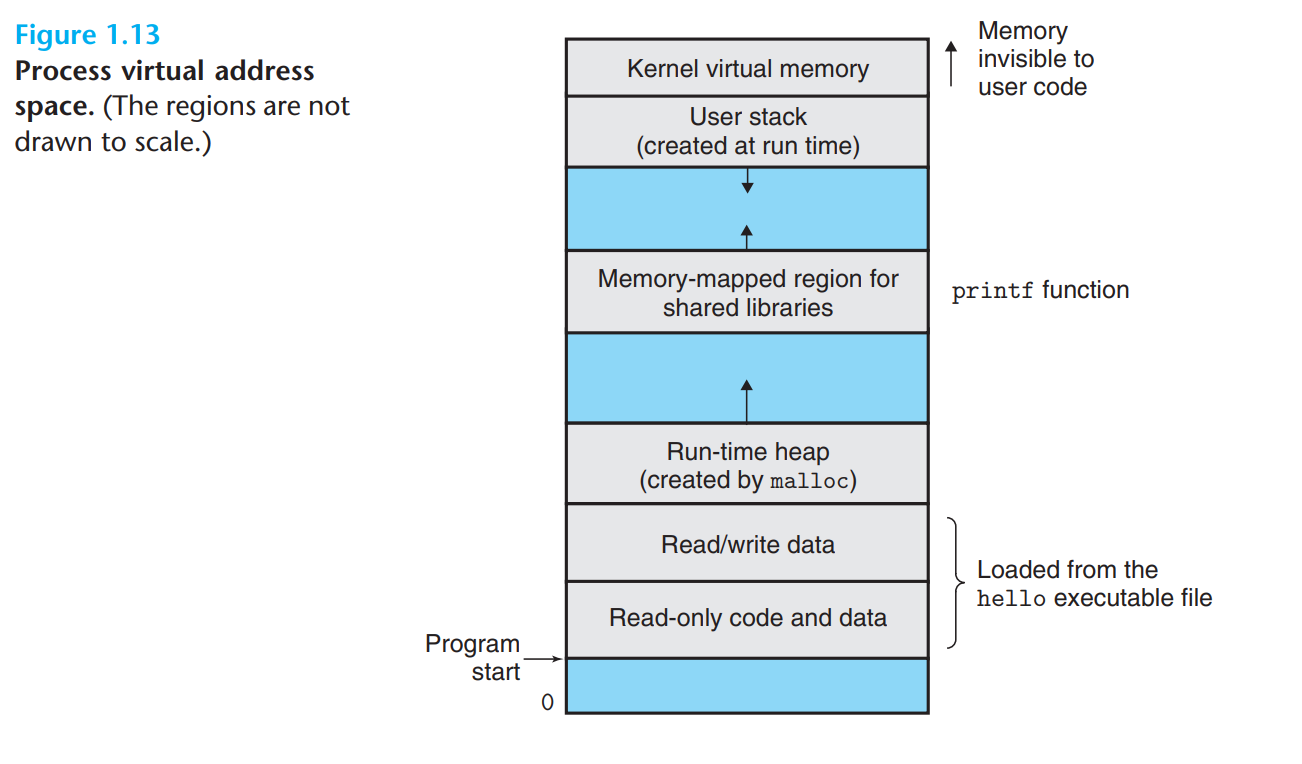 Figure 1.13
Process virtual address
space. (The regions are not
drawn to scale.)
Memory
invisible to
user code
Kernel virtual memory
User stack
(created at run time)
Memory-mapped region for
shared libraries
printf function
Run-time heap
(created by malloc)
Read/write data
Loaded from the
hello executable file
Read-only code and data
Program
start
0